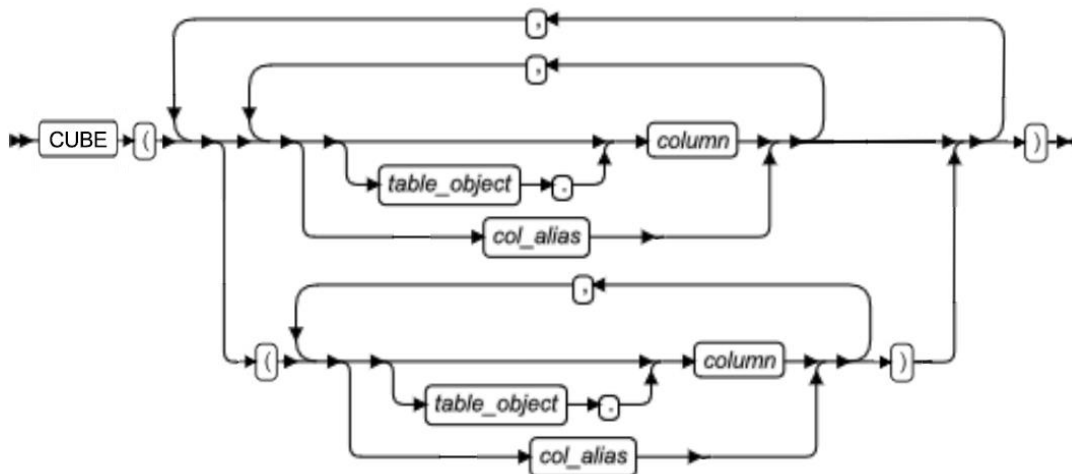 ,
,
CUBE ( column )
table_object .
col_alias
,
( column )
table_object .
col_alias